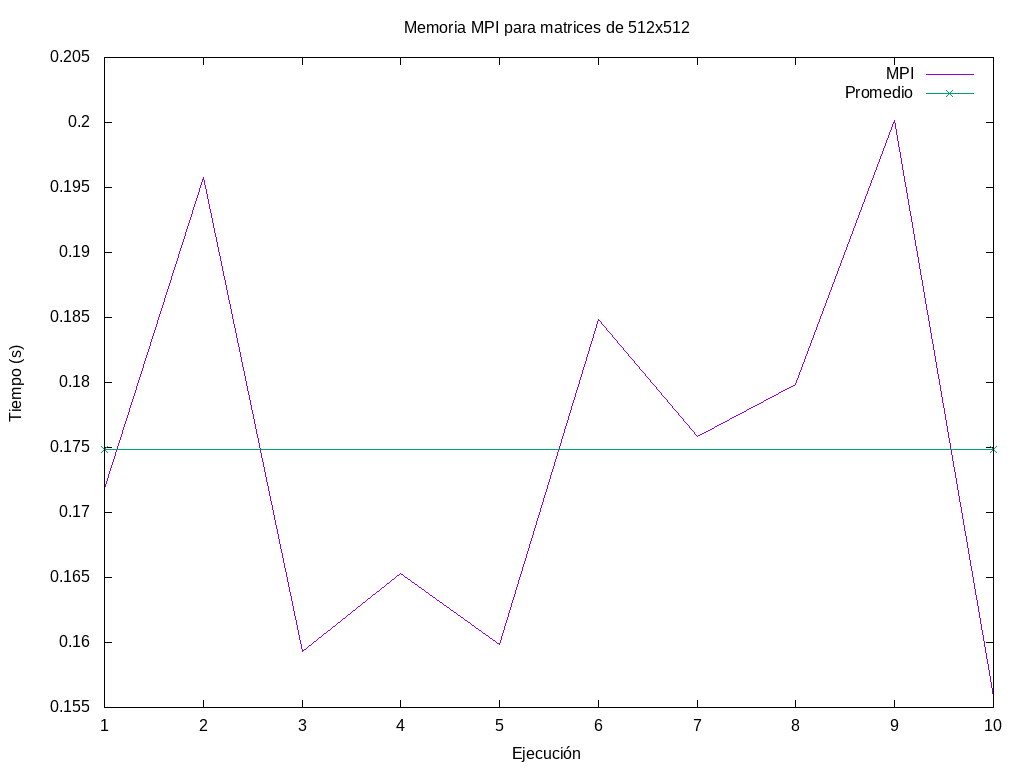 Memoria MPI para matrices de 512x512
MPI
Promedio
0.205
0.2
0.195
0.19
0.185
0.18
0.175
0.17
0.165
0.16
0.155
Tiempo (s)
1 2 3 4 5 6 7 8 9 10
Ejecución